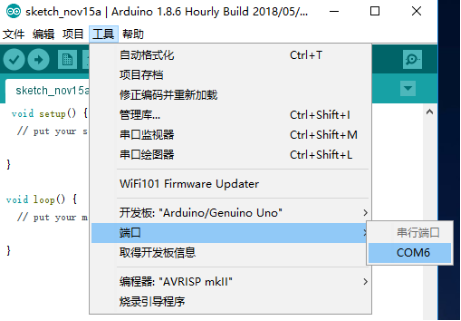 sketch_nov15a | Arduino 1.8.6 Hourly Build 2018/05/...
文件 编辑 项目 工具 帮助
sketch_nov15a
void setup() {
// put your s
}
void loop() {
// put your m
}
自动格式化 Ctrl+T
项目存档
修正编码并重新加载
管理库... Ctrl+Shift+I
串口监视器 Ctrl+Shift+M
串口绘图器 Ctrl+Shift+L
WiFi101 Firmware Updater
开发板: "Arduino/Genuino Uno"
端口
取得开发板信息
编程器: "AVRISP mkII"
烧录引导程序
串行端口
COM6